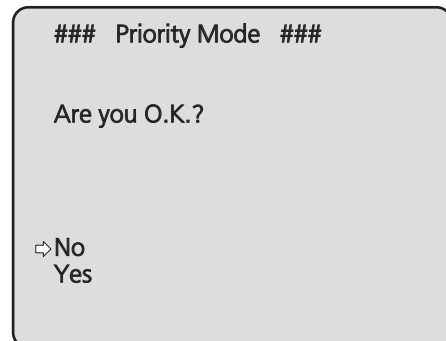 ### Priority Mode ###
Are you O.K.?
⇨No
Yes